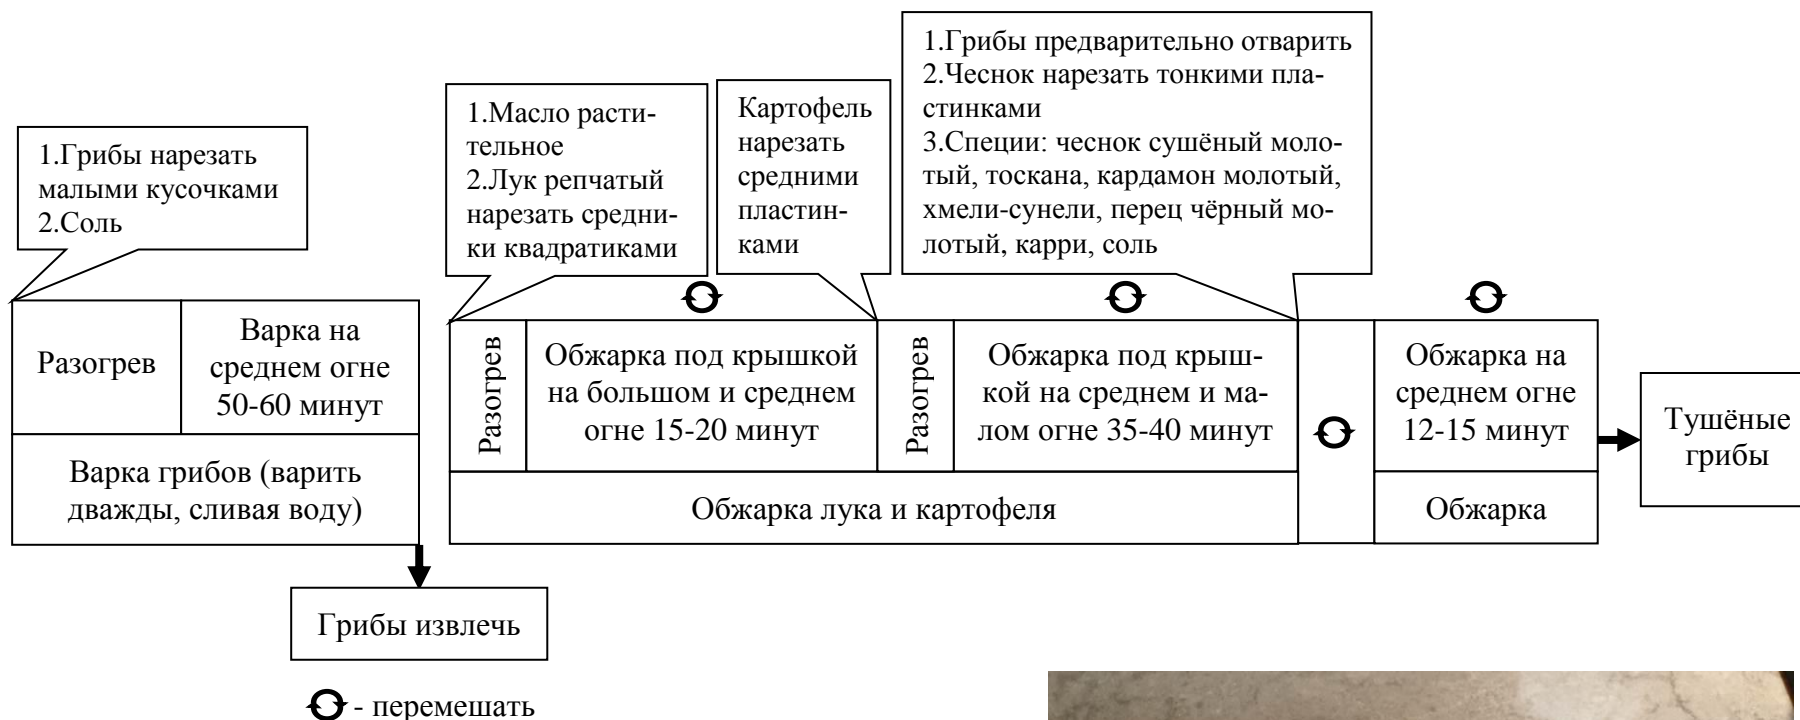 1.Грибы нарезать
малыми кусочками
2.Соль
1.Масло расти-
тельное
2.Лук репчатый
нарезать средни-
ки квадратиками
Картофель
нарезать
средними
пластин-
ками
1.Грибы предварительно отварить
2.Чеснок нарезать тонкими пла-
стинками
3.Специи: чеснок сушёный моло-
тый, тоскана, кардамон молотый,
хмели-сунели, перец чёрный мо-
лотый, карри, соль
Разогрев
Варка на
среднем огне
50-60 минут
Варка грибов (варить
дважды, сливая воду)
Разогрев
Обжарка под крышкой
на большом и среднем
огне 15-20 минут
Разогрев
Обжарка под крыш-
кой на среднем и ма-
лом огне 35-40 минут
Обжарка лука и картофеля
Обжарка на
среднем огне
12-15 минут
Обжарка
Тушёные
грибы
Грибы извлечь
- перемешать